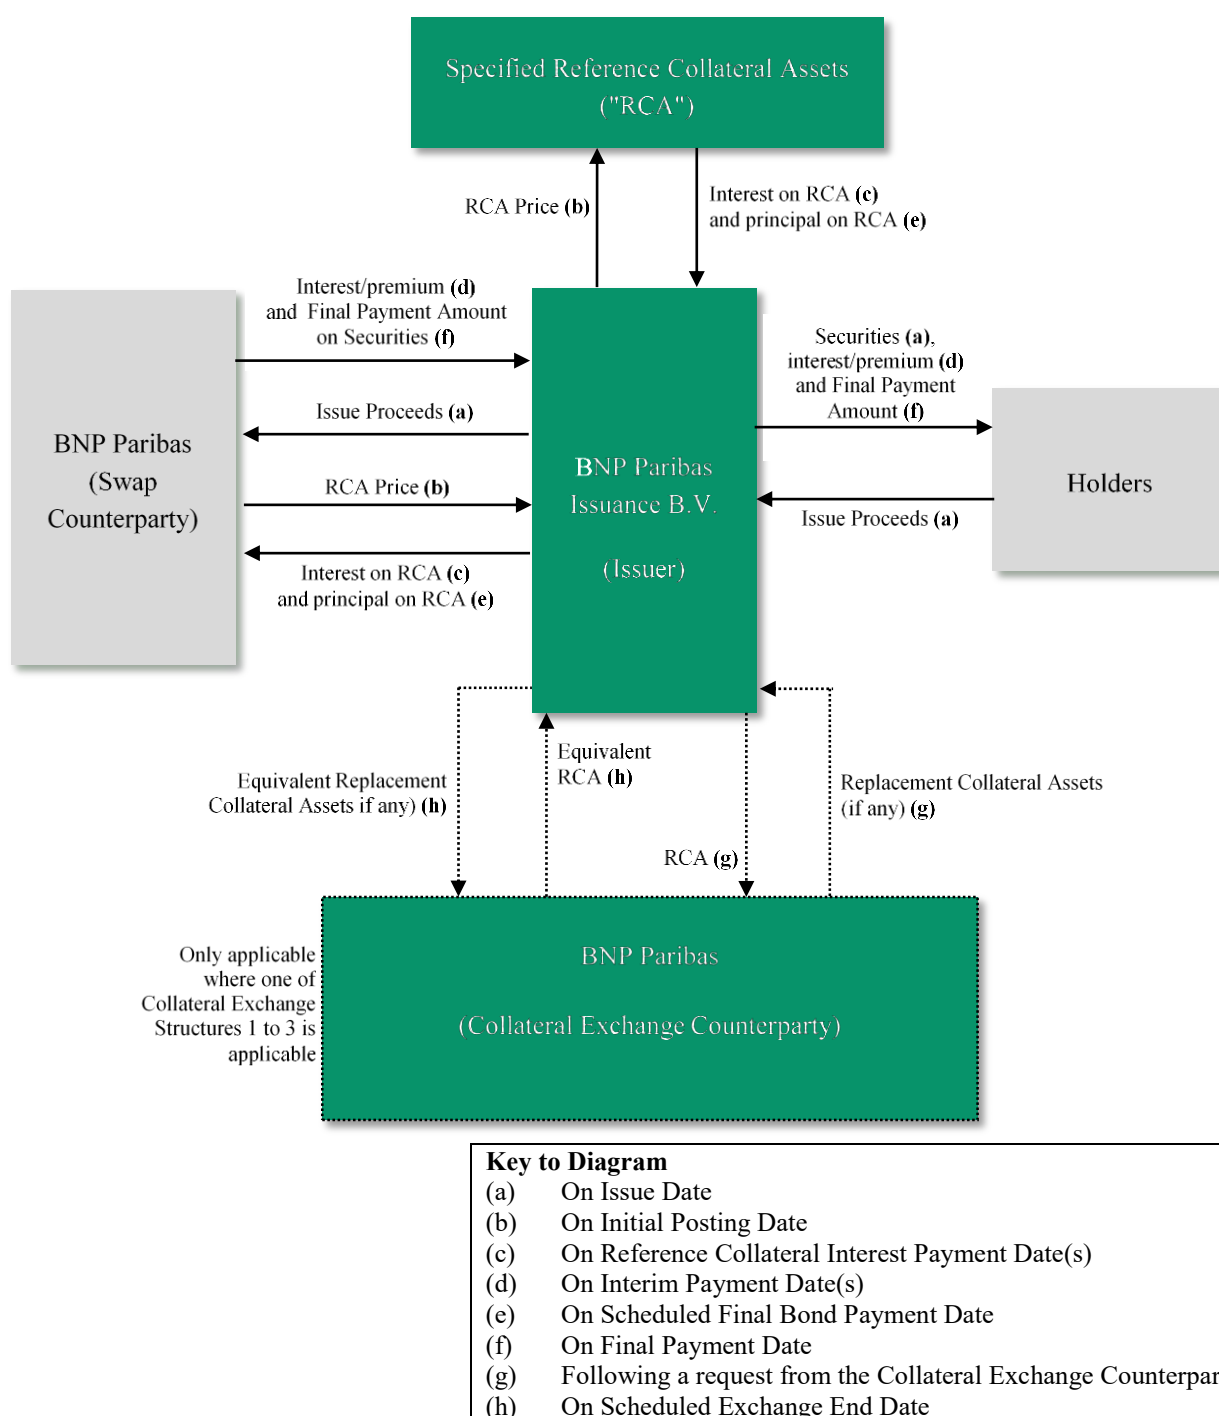 Specified Reference Collateral Assets
("RCA")
RCA Price (b)
Interest on RCA (c)
and principal on RCA (e)
Interest/premium (d)
and Final Payment Amount
on Securities (f)
Issue Proceeds (a)
RCA Price (b)
Interest on RCA (c)
and principal on RCA (e)
BNP Paribas
(Swap
Counterparty)
BNP Paribas
Issuance B.V.
(Issuer)
Securities (a),
interest/premium (d)
and Final Payment
Amount (f)
Issue Proceeds (a)
Holders
Equivalent Replacement
Collateral Assets if any) (h)
Equivalent
RCA (h)
RCA (g)
Replacement Collateral Assets
(if any) (g)
Only applicable
where one of
Collateral Exchange
Structures 1 to 3 is
applicable
BNP Paribas
(Collateral Exchange Counterparty)
Key to Diagram
(a) On Issue Date
(b) On Initial Posting Date
(c) On Reference Collateral Interest Payment Date(s)
(d) On Interim Payment Date(s)
(e) On Scheduled Final Bond Payment Date
(f) On Final Payment Date
(g) Following a request from the Collateral Exchange Counterpar
(h) On Scheduled Exchange End Date